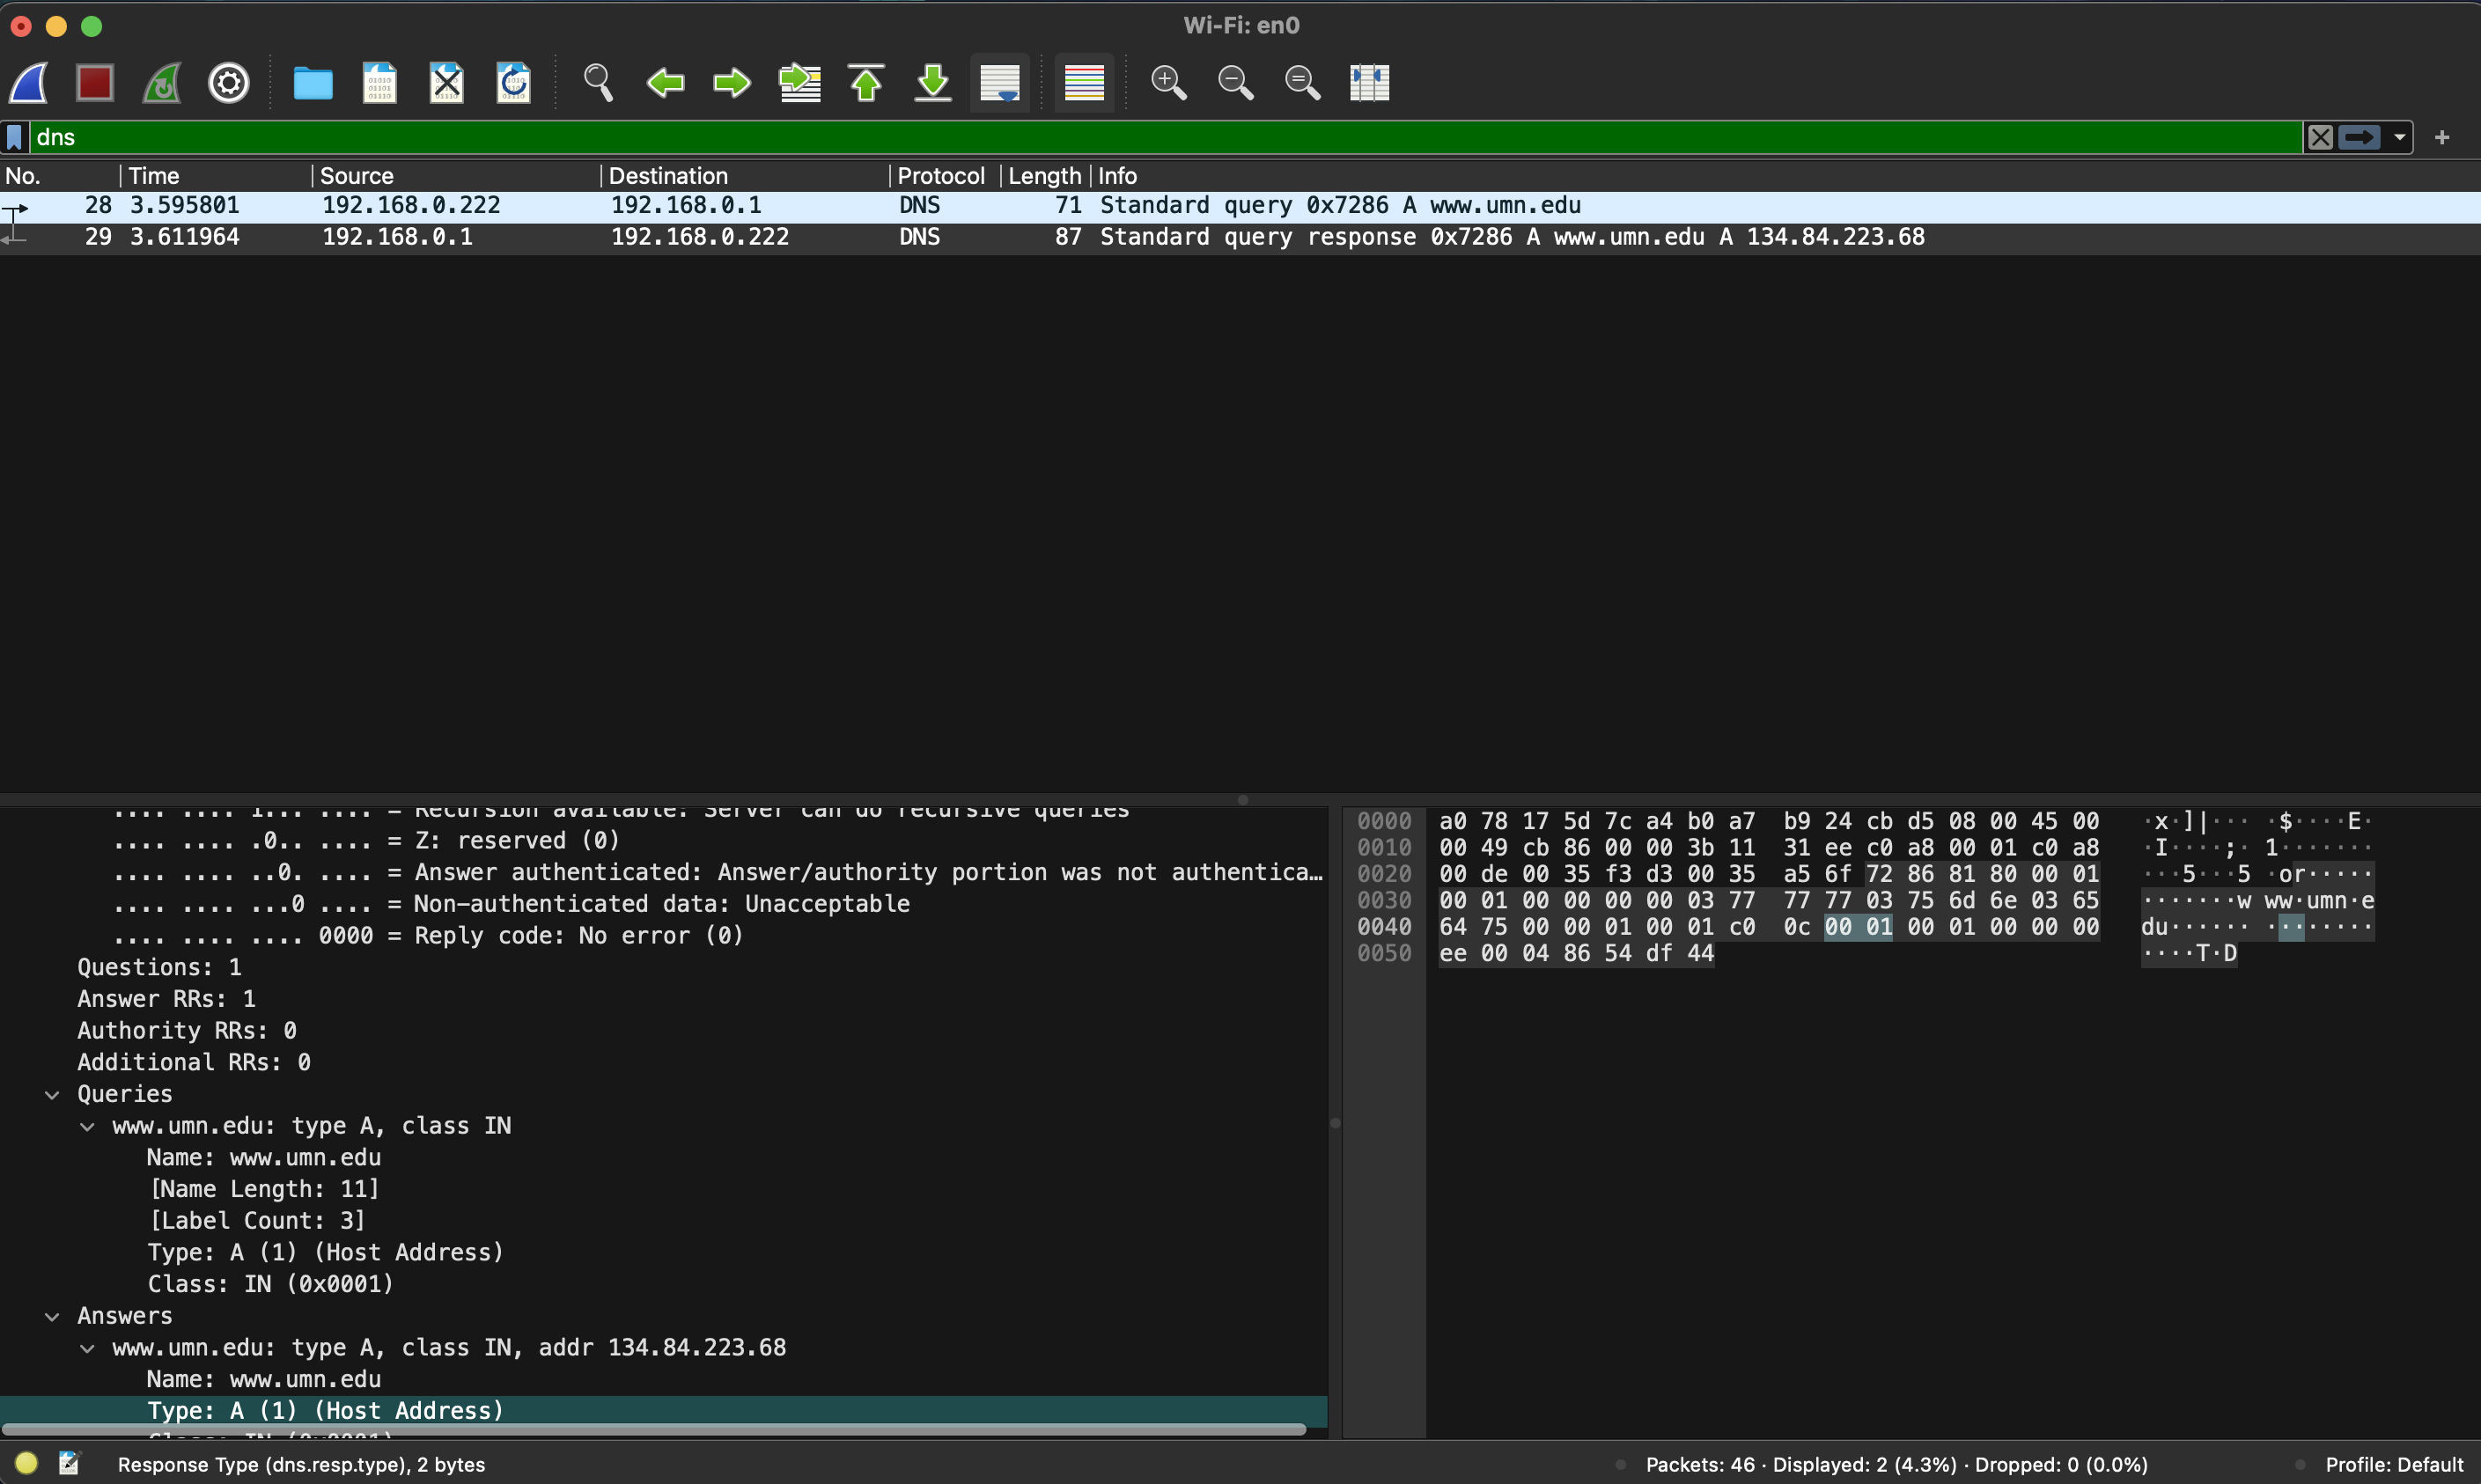 Wi-Fi: en0
dns
No. Time Source Destination Protocol Length Info
28 3.595801 192.168.0.222 192.168.0.1 DNS 71 Standard query 0x7286 A www.umn.edu
29 3.611964 192.168.0.1 192.168.0.222 DNS 87 Standard query response 0x7286 A www.umn.edu A 134.84.223.68
.... .... 1... .... = Recursion available: Server can do recursive queries
.... .... .0.. .... = Z: reserved (0)
.... .... ..0. .... = Answer authenticated: Answer/authority portion was not authentica…
.... .... ...0 .... = Non-authenticated data: Unacceptable
.... .... .... 0000 = Reply code: No error (0)
Questions: 1
Answer RRs: 1
Authority RRs: 0
Additional RRs: 0
Queries
www.umn.edu: type A, class IN
Name: www.umn.edu
[Name Length: 11]
[Label Count: 3]
Type: A (1) (Host Address)
Class: IN (0x0001)
Answers
www.umn.edu: type A, class IN, addr 134.84.223.68
Name: www.umn.edu
Type: A (1) (Host Address)
Class: IN (0x0001)
0000 a0 78 17 5d 7c a4 b0 a7 b9 24 cb d5 08 00 45 00 ·x·]|··· ·$····E·
0010 00 49 cb 86 00 00 3b 11 31 ee c0 a8 00 01 c0 a8 ·I····;· 1·······
0020 00 de 00 35 f3 d3 00 35 a5 6f 72 86 81 80 00 01 ···5···5 ·or·····
0030 00 01 00 00 00 00 03 77 77 77 03 75 6d 6e 03 65 ·······w ww·umn·e
0040 64 75 00 00 01 00 01 c0 0c 00 01 00 01 00 00 00 du······ ········
0050 ee 00 04 86 54 df 44 ····T·D
Response Type (dns.resp.type), 2 bytes
Packets: 46 · Displayed: 2 (4.3%) · Dropped: 0 (0.0%)
Profile: Default